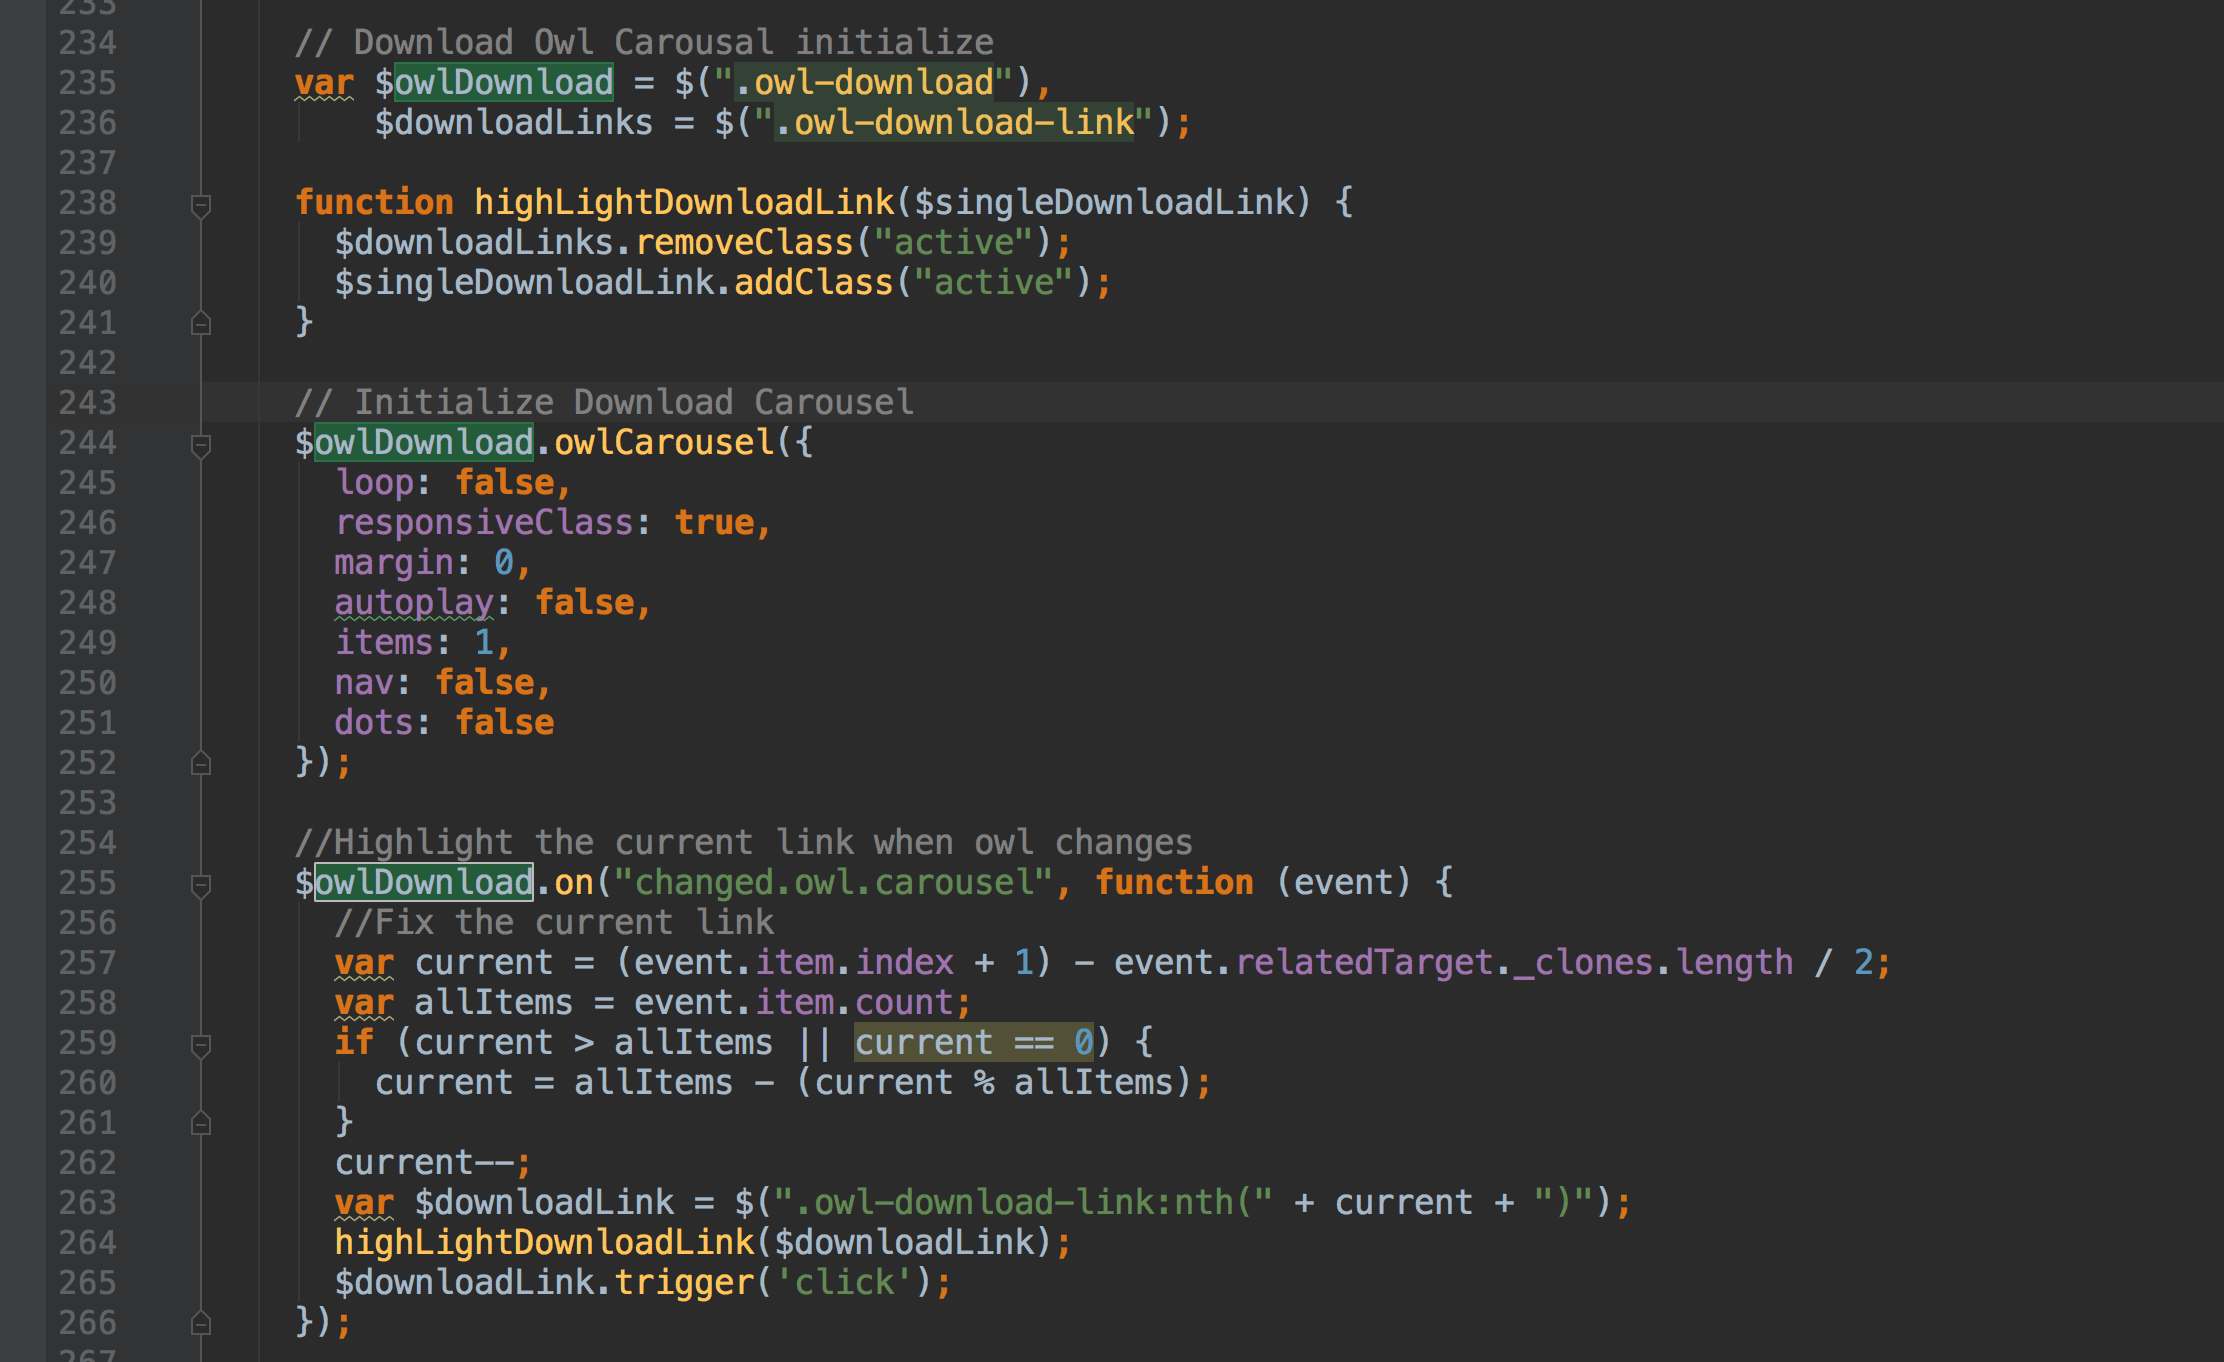 233
234 // Download Owl Carousal initialize
235 var $owlDownload = $(".owl-download"),
236     $downloadLinks = $(".owl-download-link");
237
238 function highLightDownloadLink($singleDownloadLink) {
239   $downloadLinks.removeClass("active");
240   $singleDownloadLink.addClass("active");
241 }
242
243 // Initialize Download Carousel
244 $owlDownload.owlCarousel({
245   loop: false,
246   responsiveClass: true,
247   margin: 0,
248   autoplay: false,
249   items: 1,
250   nav: false,
251   dots: false
252 });
253
254 //Highlight the current link when owl changes
255 $owlDownload.on("changed.owl.carousel", function (event) {
256   //Fix the current link
257   var current = (event.item.index + 1) - event.relatedTarget._clones.length / 2;
258   var allItems = event.item.count;
259   if (current > allItems || current == 0) {
260     current = allItems - (current % allItems);
261   }
262   current--;
263   var $downloadLink = $(".owl-download-link:nth(" + current + ")");
264   highLightDownloadLink($downloadLink);
265   $downloadLink.trigger('click');
266 });
267